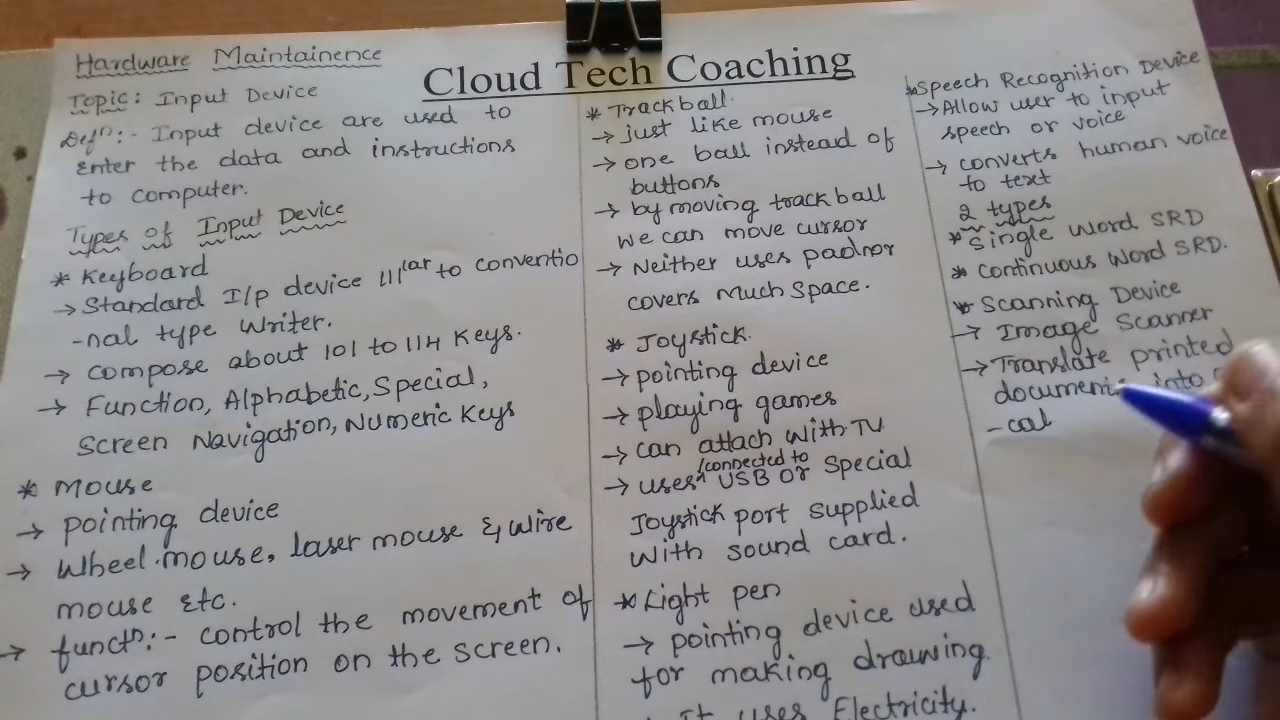 Hardware Maintainence
Cloud Tech Coaching
Topic: Input Device
Defn:- Input device are used to
enter the data and instructions
to computer.
Types of Input Device
* Keyboard
→ Standard I/p device lllar to conventio
-nal type writer.
→ compose about 101 to 114 Keys.
→ Function, Alphabetic, Special,
Screen Navigation, Numeric Keys
* Mouse
→ pointing device
→ Wheel.mouse, laser mouse & wire
mouse Etc.
→ functn:- control the movement of
cursor position on the screen.
* Trackball.
→ just like mouse
→ one ball instead of
buttons
→ by moving trackball
we can move cursor
→ Neither uses pad nor
covers Much Space.
* Joystick.
→ pointing device
→ playing games
→ can attach with TV
/connected to
→ uses^ USB or Special
Joystick port supplied
with sound card.
* Light pen
→ pointing device used
for making drawing
It uses Electricity.
* Speech Recognition Device
→ Allow user to input
speech or voice
→ converts human voice
to text
2 types
* Single Word SRD
* Continuous Word SRD.
* Scanning Device
→ Image Scanner
→ Translate printed
into
-cal